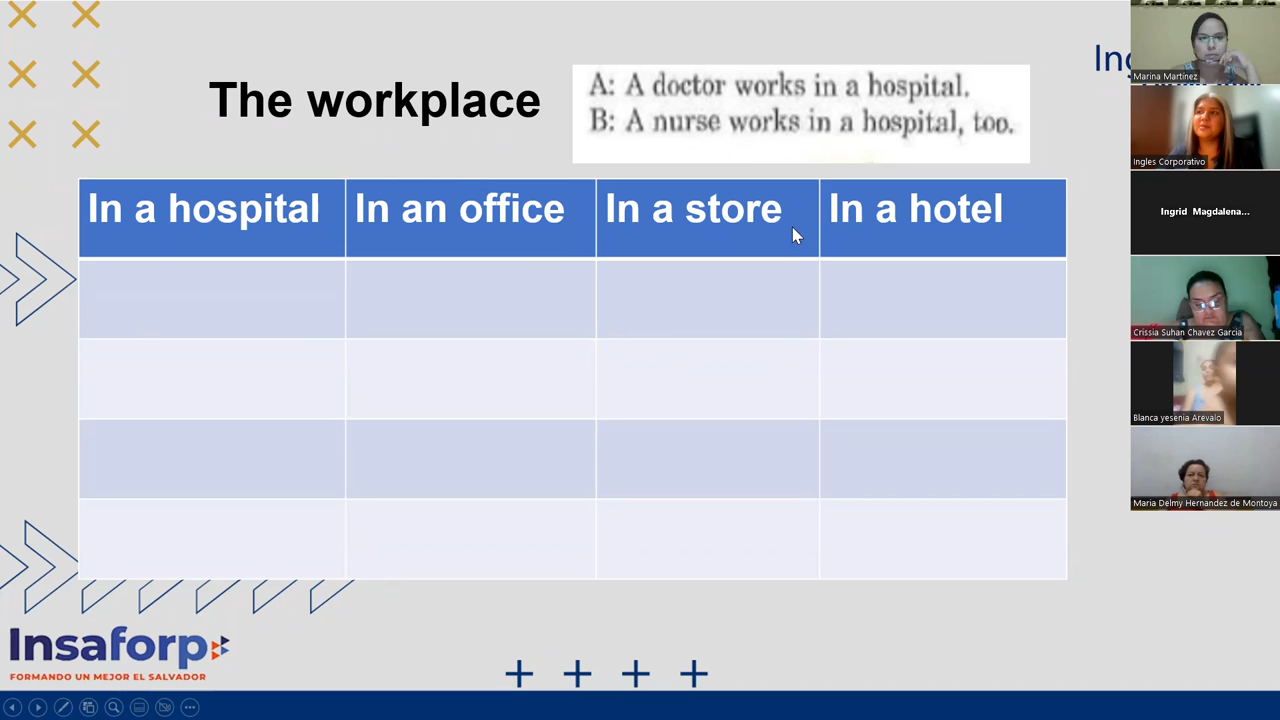 The workplace
A: A doctor works in a hospital.
B: A nurse works in a hospital, too.
In a hospital
In an office
In a store
In a hotel
Insaforp
FORMANDO UN MEJOR EL SALVADOR
Marina Martínez
Ingles Corporativo
Ingrid Magdalena...
Crissia Suhan Chavez Garcia
Blanca yesenia Arevalo
Maria Delmy Hernandez de Montoya